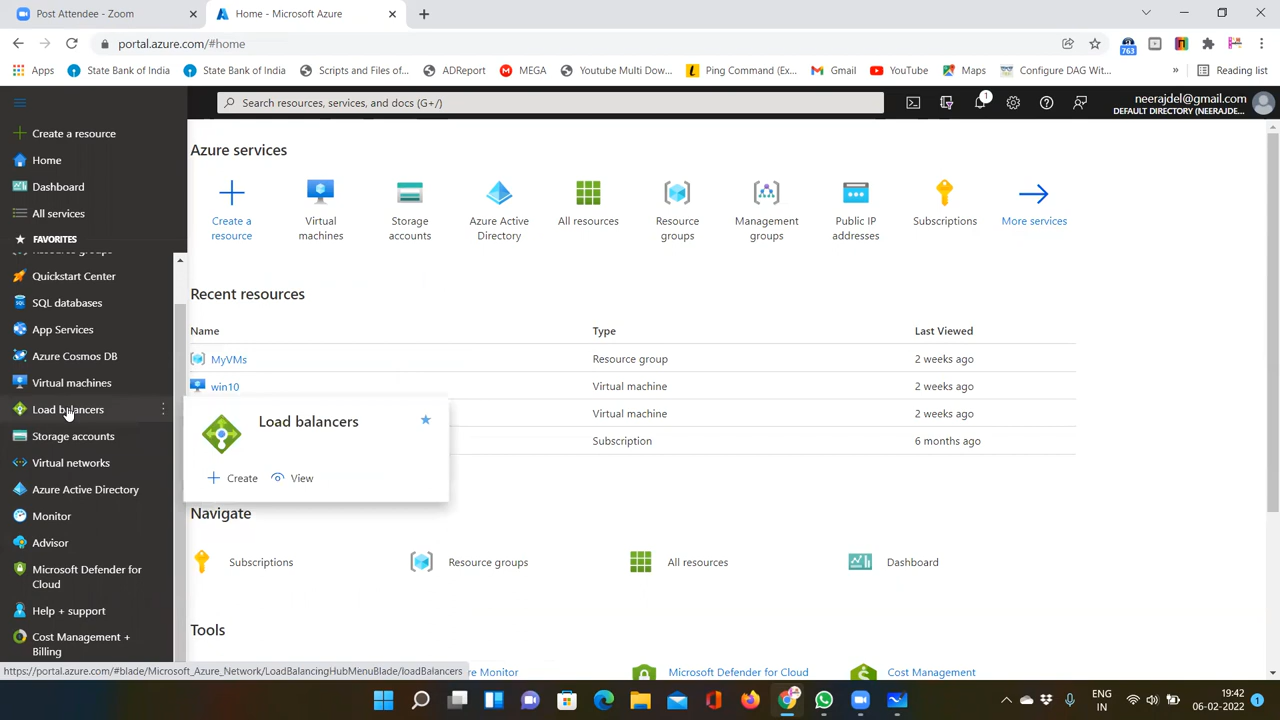 Post Attendee - Zoom
Home - Microsoft Azure
portal.azure.com/#home
763
Apps
State Bank of India
State Bank of India
Scripts and Files of...
ADReport
MEGA
Youtube Multi Dow...
Ping Command (Ex...
Gmail
YouTube
Maps
Configure DAG Wit...
»
Reading list
Search resources, services, and docs (G+/)
1
neerajdel@gmail.com
DEFAULT DIRECTORY (NEERAJDE...
Create a resource
Home
Dashboard
All services
FAVORITES
Resource groups
Quickstart Center
SQL databases
App Services
Azure Cosmos DB
Virtual machines
Load balancers
Storage accounts
Virtual networks
Azure Active Directory
Monitor
Advisor
Microsoft Defender for
Cloud
Help + support
Cost Management +
Billing
Azure services
Create a
resource
Virtual
machines
Storage
accounts
Azure Active
Directory
All resources
Resource
groups
Management
groups
Public IP
addresses
Subscriptions
More services
Recent resources
Name
Type
Last Viewed
MyVMs
Resource group
2 weeks ago
win10
Virtual machine
2 weeks ago
Virtual machine
2 weeks ago
Subscription
6 months ago
Load balancers
Create
View
Navigate
Subscriptions
Resource groups
All resources
Dashboard
Tools
https://portal.azure.com/#blade/Microsoft_Azure_Network/LoadBalancingHubMenuBlade/loadBalancers
Monitor
Microsoft Defender for Cloud
Cost Management
ENG
IN
19:42
06-02-2022
1